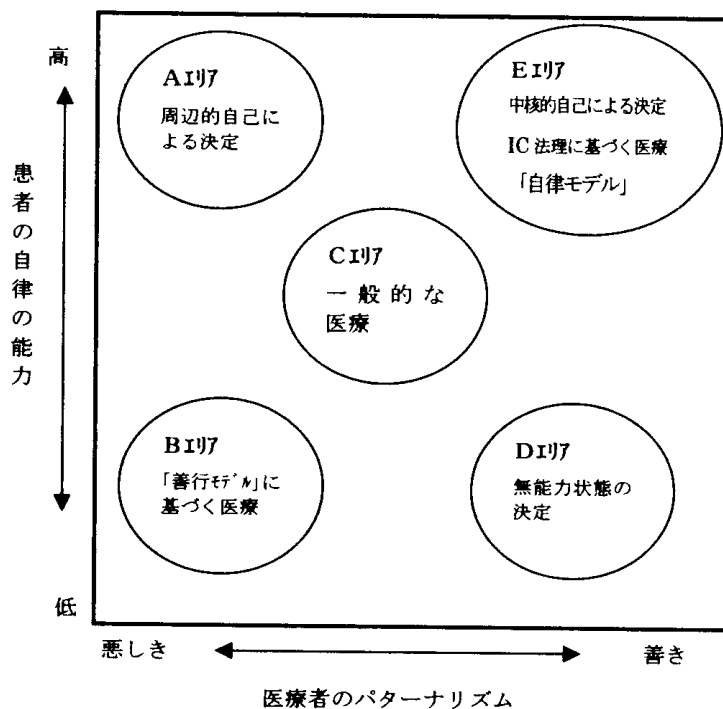 高
患者の自律の能力
低
Aエリア
周辺的自己に
よる決定
Eエリア
中核的自己による決定
IC 法理に基づく医療
「自律モデル」
Cエリア
一般的な
医療
Bエリア
「善行モデル」に
基づく医療
Dエリア
無能力状態の
決定
悪しき
善き
医療者のパターナリズム